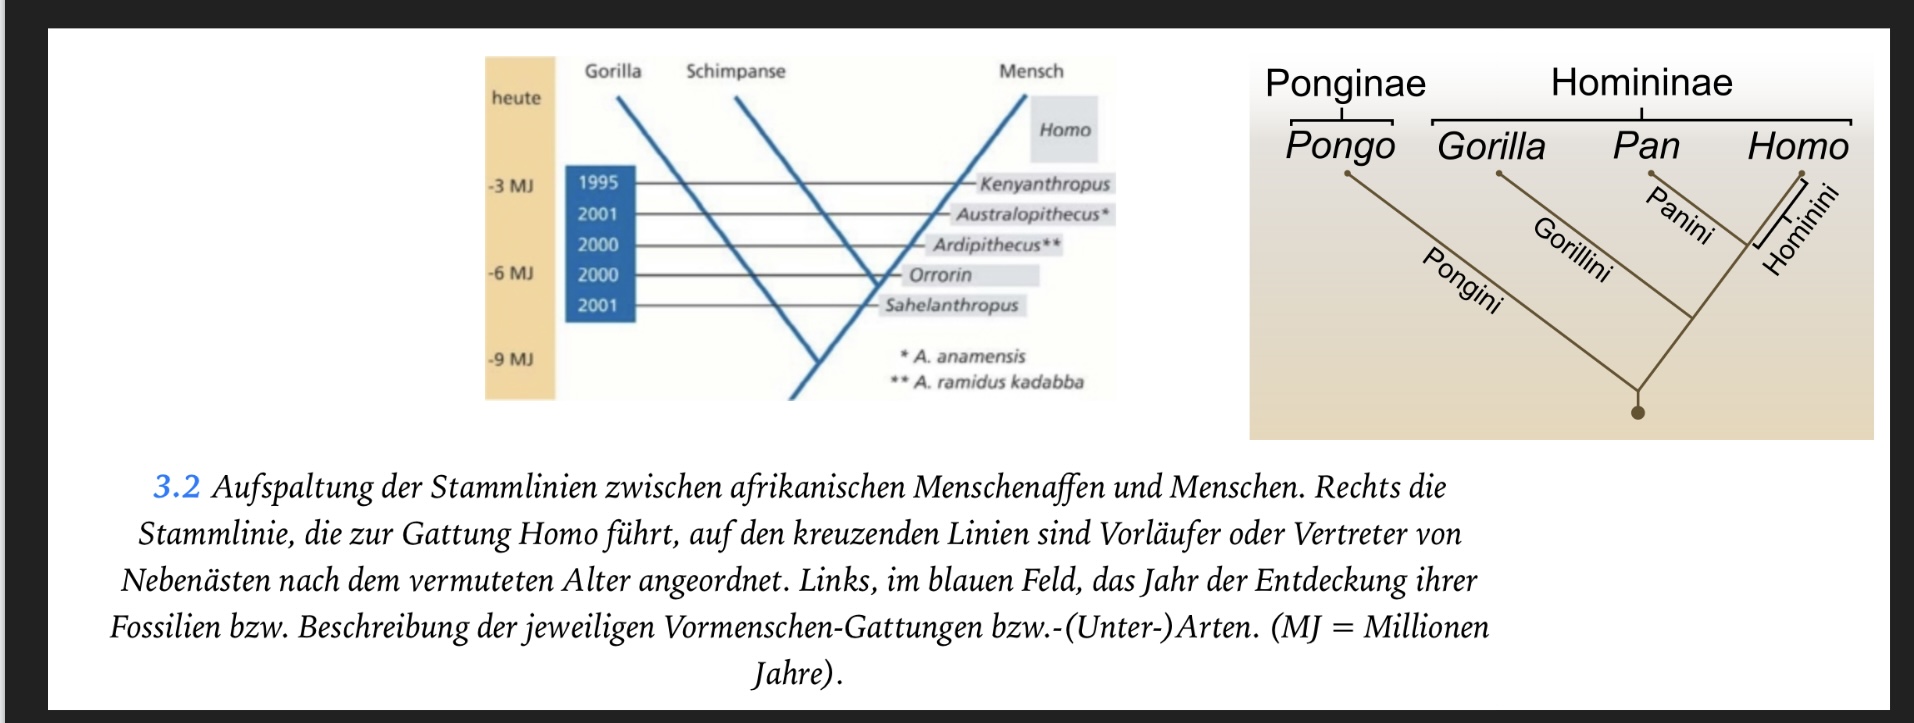 Gorilla Schimpanse Mensch
heute
Homo
-3 MJ
1995
Kenyanthropus
2001
Australopithecus*
2000
Ardipithecus**
-6 MJ
2000
Orrorin
2001
Sahelanthropus
-9 MJ
* A. anamensis
** A. ramidus kadabba
Ponginae Homininae
Pongo Gorilla Pan Homo
Pongini
Gorillini
Panini
Hominini
3.2 Aufspaltung der Stammlinien zwischen afrikanischen Menschenaffen und Menschen. Rechts die
Stammlinie, die zur Gattung Homo führt, auf den kreuzenden Linien sind Vorläufer oder Vertreter von
Nebenästen nach dem vermuteten Alter angeordnet. Links, im blauen Feld, das Jahr der Entdeckung ihrer
Fossilien bzw. Beschreibung der jeweiligen Vormenschen-Gattungen bzw.-(Unter-)Arten. (MJ = Millionen
Jahre).